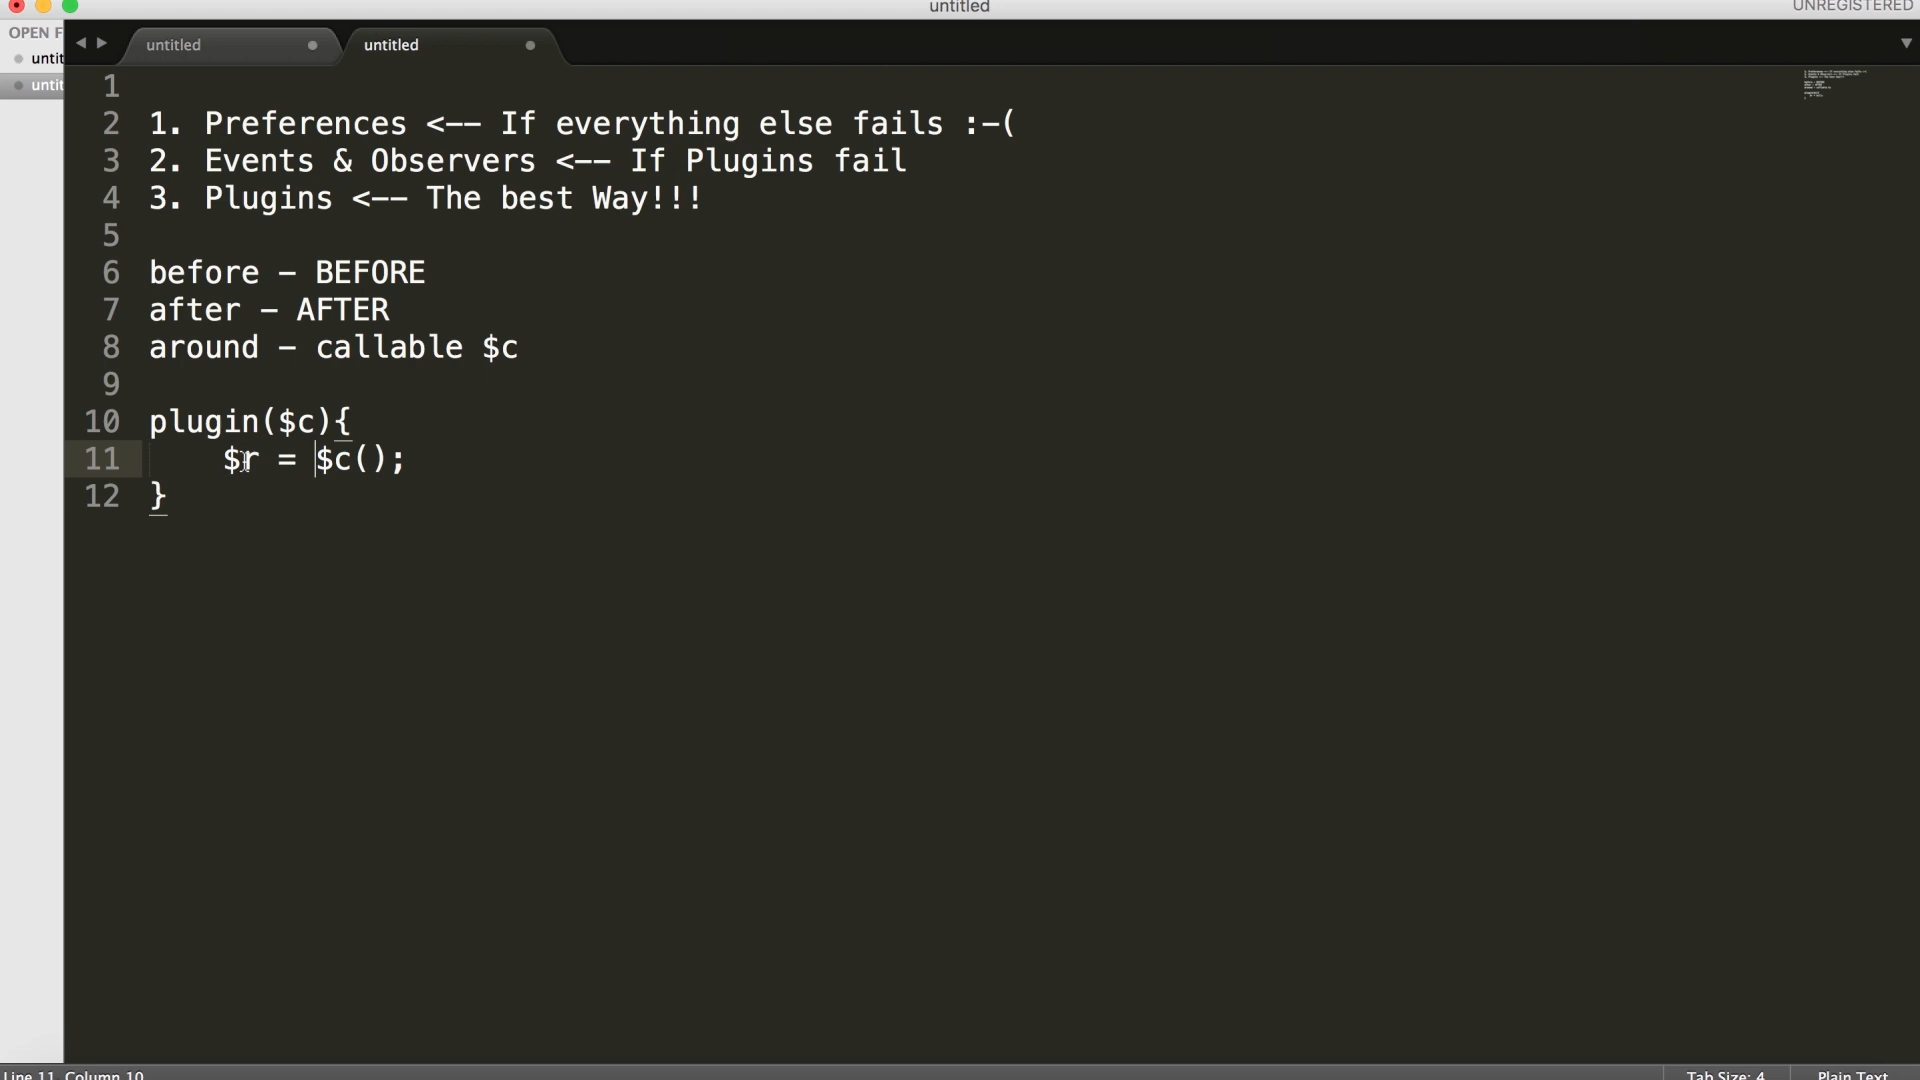 untitled
UNREGISTERED
OPEN F
untit
untit
untitled
untitled
1
2 1. Preferences <-- If everything else fails :-(
3 2. Events & Observers <-- If Plugins fail
4 3. Plugins <-- The best Way!!!
5
6 before - BEFORE
7 after - AFTER
8 around - callable $c
9
10 plugin($c){
11 $r = $c();
12 }
Line 11, Column 10
Tab Size: 4
Plain Text